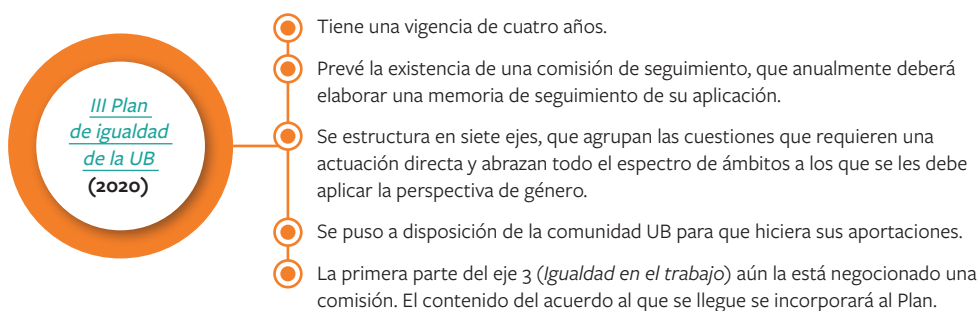 III Plan
de igualdad
de la UB
(2020)
Tiene una vigencia de cuatro años.
Prevé la existencia de una comisión de seguimiento, que anualmente deberá
elaborar una memoria de seguimiento de su aplicación.
Se estructura en siete ejes, que agrupan las cuestiones que requieren una
actuación directa y abrazan todo el espectro de ámbitos a los que se les debe
aplicar la perspectiva de género.
Se puso a disposición de la comunidad UB para que hiciera sus aportaciones.
La primera parte del eje 3 (Igualdad en el trabajo) aún la está negocionado una
comisión. El contenido del acuerdo al que se llegue se incorporará al Plan.